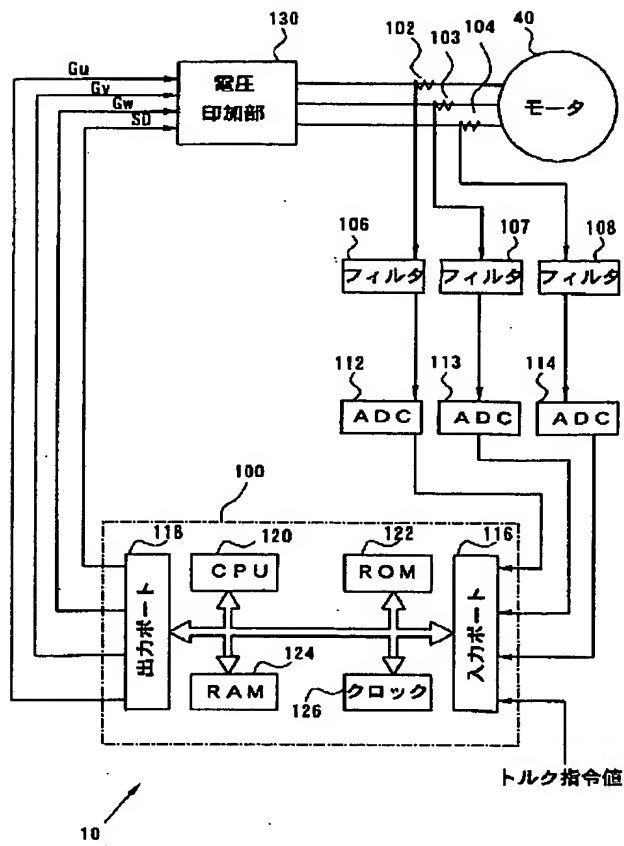 130
102
103
104
40
Gu
Gv
Gw
SD
電圧
印加部
モータ
106
107
108
フィルタ
フィルタ
フィルタ
112
113
114
ADC
ADC
ADC
100
118
120
122
116
CPU
ROM
出力ポート
入力ポート
124
RAM
126
クロック
トルク指令値
10